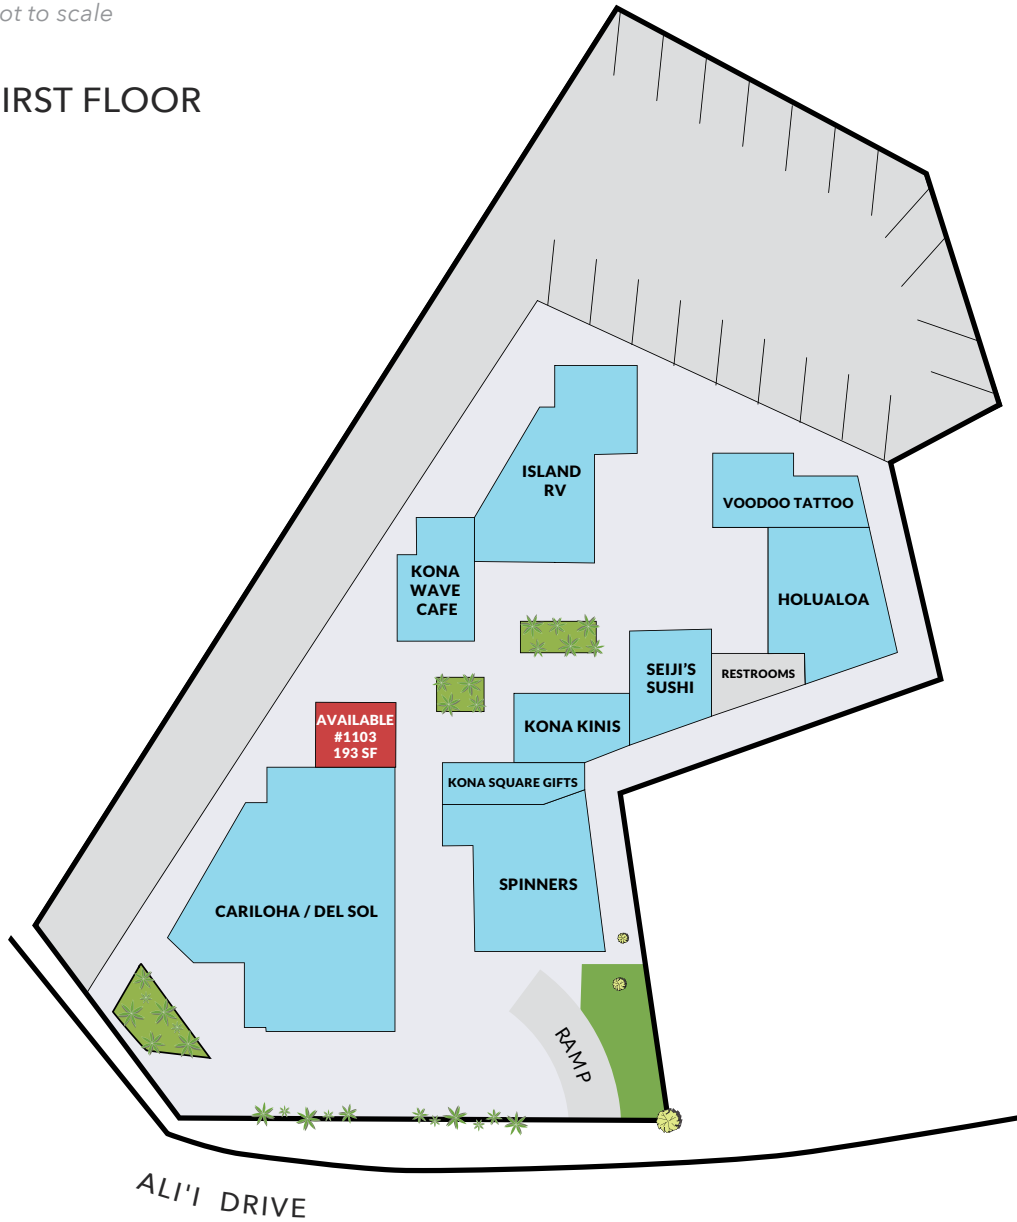 ot to scale
IRST FLOOR
ISLAND
RV
VOODOO TATTOO
KONA
WAVE
CAFE
HOLUALOA
SEIJI’S
SUSHI
RESTROOMS
AVAILABLE
#1103
193 SF
KONA KINIS
KONA SQUARE GIFTS
SPINNERS
CARILOHA / DEL SOL
RAMP
ALI'I DRIVE